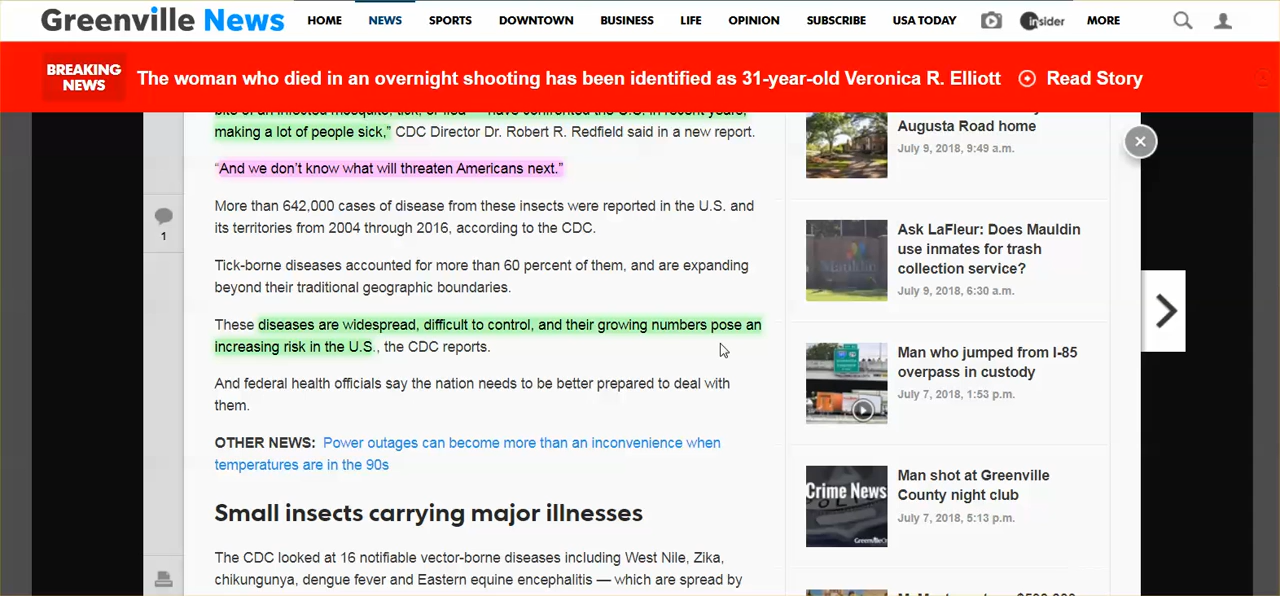 Greenville News
HOME NEWS SPORTS DOWNTOWN BUSINESS LIFE OPINION SUBSCRIBE USA TODAY insider MORE
BREAKING
NEWS
The woman who died in an overnight shooting has been identified as 31-year-old Veronica R. Elliott Read Story
making a lot of people sick,” CDC Director Dr. Robert R. Redfield said in a new report.
“And we don’t know what will threaten Americans next.”
1
More than 642,000 cases of disease from these insects were reported in the U.S. and
its territories from 2004 through 2016, according to the CDC.
Tick-borne diseases accounted for more than 60 percent of them, and are expanding
beyond their traditional geographic boundaries.
These diseases are widespread, difficult to control, and their growing numbers pose an
increasing risk in the U.S., the CDC reports.
And federal health officials say the nation needs to be better prepared to deal with
them.
OTHER NEWS: Power outages can become more than an inconvenience when
temperatures are in the 90s
Small insects carrying major illnesses
The CDC looked at 16 notifiable vector-borne diseases including West Nile, Zika,
chikungunya, dengue fever and Eastern equine encephalitis — which are spread by
Augusta Road home
July 9, 2018, 9:49 a.m.
Mauldin
Ask LaFleur: Does Mauldin
use inmates for trash
collection service?
July 9, 2018, 6:30 a.m.
Man who jumped from I-85
overpass in custody
July 7, 2018, 1:53 p.m.
Crime News
Man shot at Greenville
County night club
July 7, 2018, 5:13 p.m.